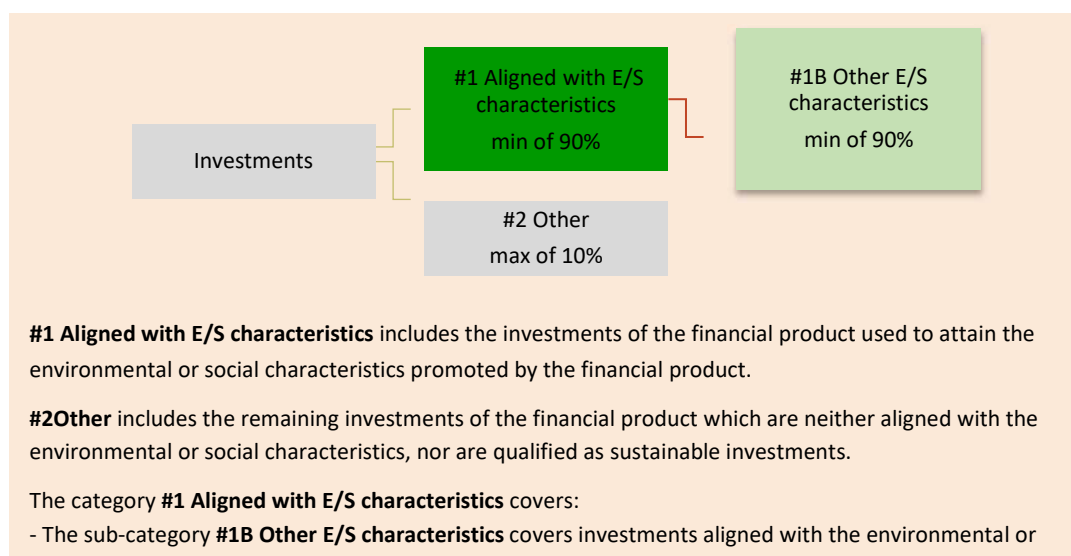 #1 Aligned with E/S
characteristics
min of 90%
#1B Other E/S
characteristics
min of 90%
Investments
#2 Other
max of 10%
#1 Aligned with E/S characteristics includes the investments of the financial product used to attain the
environmental or social characteristics promoted by the financial product.
#2Other includes the remaining investments of the financial product which are neither aligned with the
environmental or social characteristics, nor are qualified as sustainable investments.
The category #1 Aligned with E/S characteristics covers:
- The sub-category #1B Other E/S characteristics covers investments aligned with the environmental or